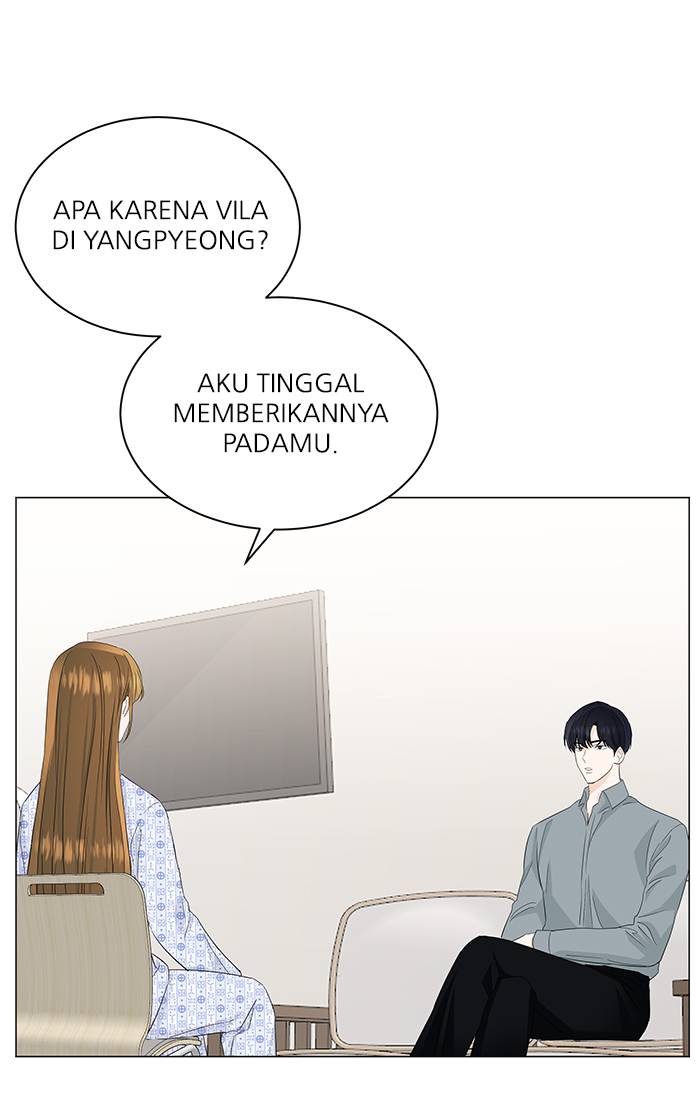 APA KARENA VILA
DI YANGPYEONG?
AKU TINGGAL
MEMBERIKANNYA
PADAMU.